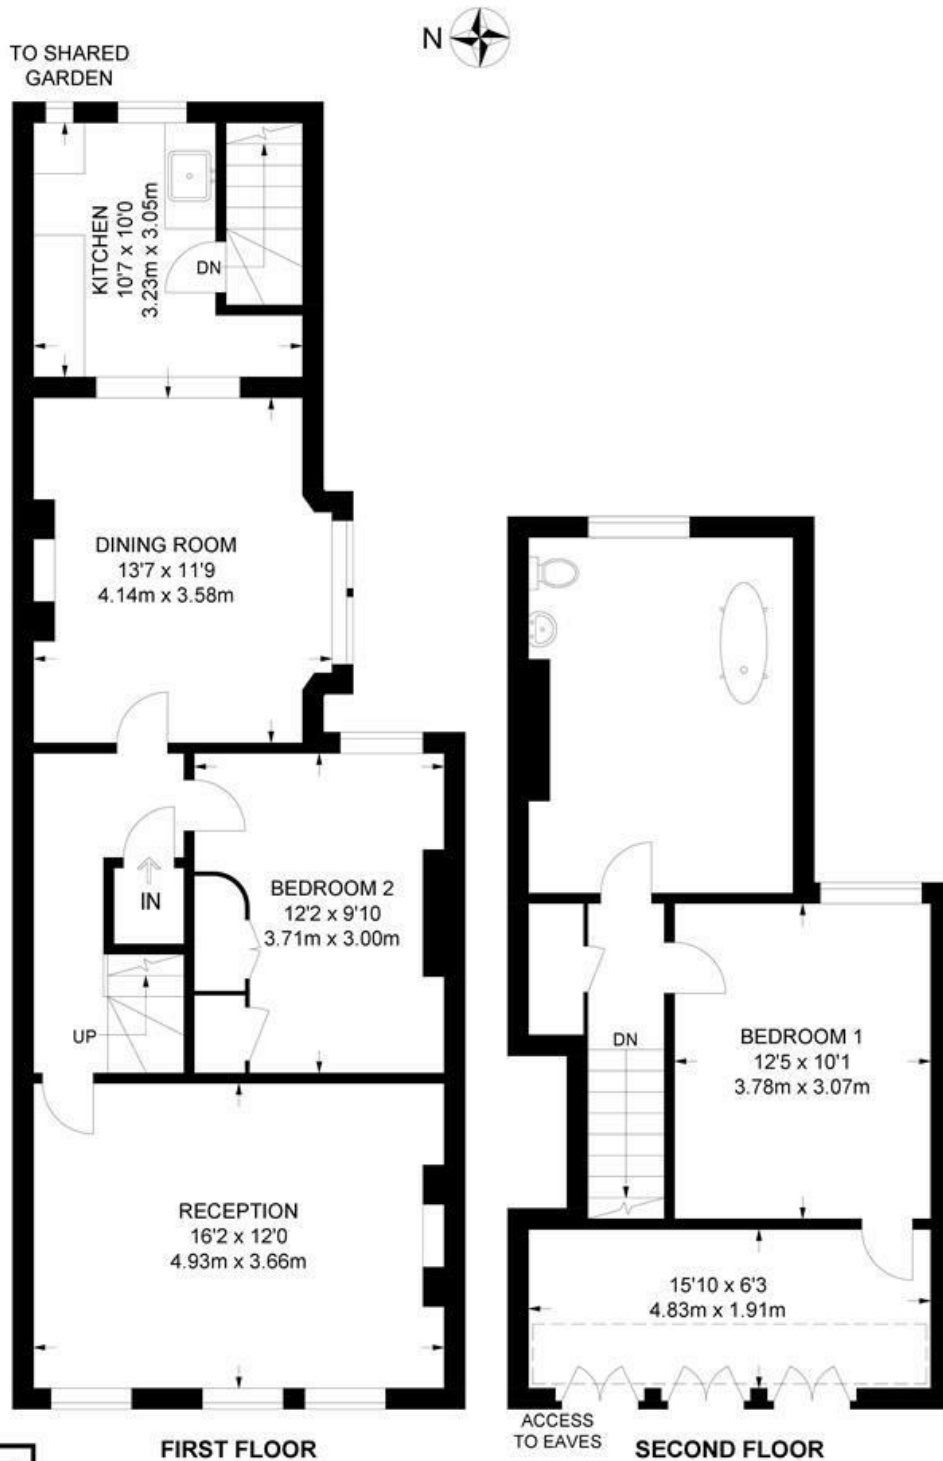 N
TO SHARED
GARDEN
KITCHEN
10'7 x 10'0
3.23m x 3.05m
DN
DINING ROOM
13'7 x 11'9
4.14m x 3.58m
IN
BEDROOM 2
12'2 x 9'10
3.71m x 3.00m
UP
RECEPTION
16'2 x 12'0
4.93m x 3.66m
FIRST FLOOR
DN
BEDROOM 1
12'5 x 10'1
3.78m x 3.07m
15'10 x 6'3
4.83m x 1.91m
ACCESS
TO EAVES
SECOND FLOOR